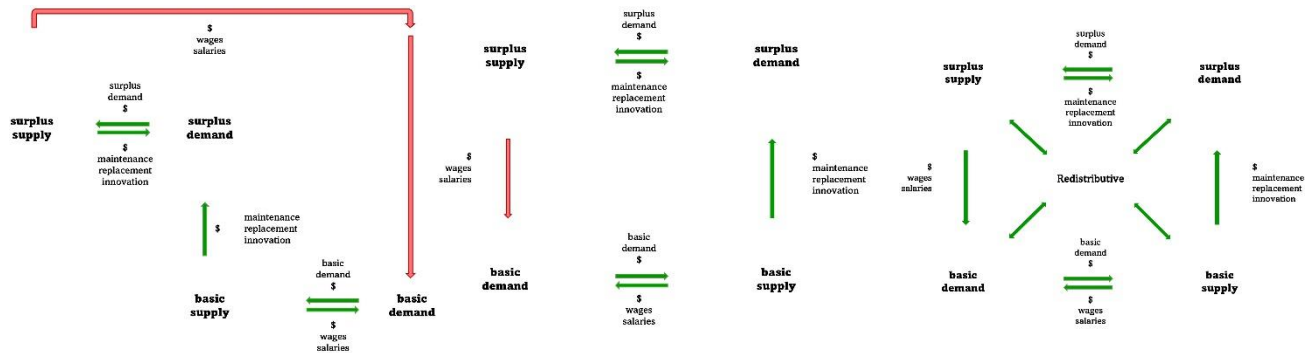 $
wages
salaries
surplus
demand
$
surplus
supply
surplus
demand
$
maintenance
replacement
innovation
$
maintenance
replacement
innovation
basic
demand
$
basic
supply
basic
demand
$
wages
salaries
surplus
demand
$
surplus
supply
surplus
demand
$
maintenance
replacement
innovation
$
wages
salaries
$
maintenance
replacement
innovation
basic
demand
$
basic
demand
basic
supply
$
wages
salaries
surplus
demand
$
surplus
supply
surplus
demand
$
maintenance
replacement
innovation
$
wages
salaries
Redistributive
$
maintenance
replacement
innovation
basic
demand
$
basic
demand
basic
supply
$
wages
salaries